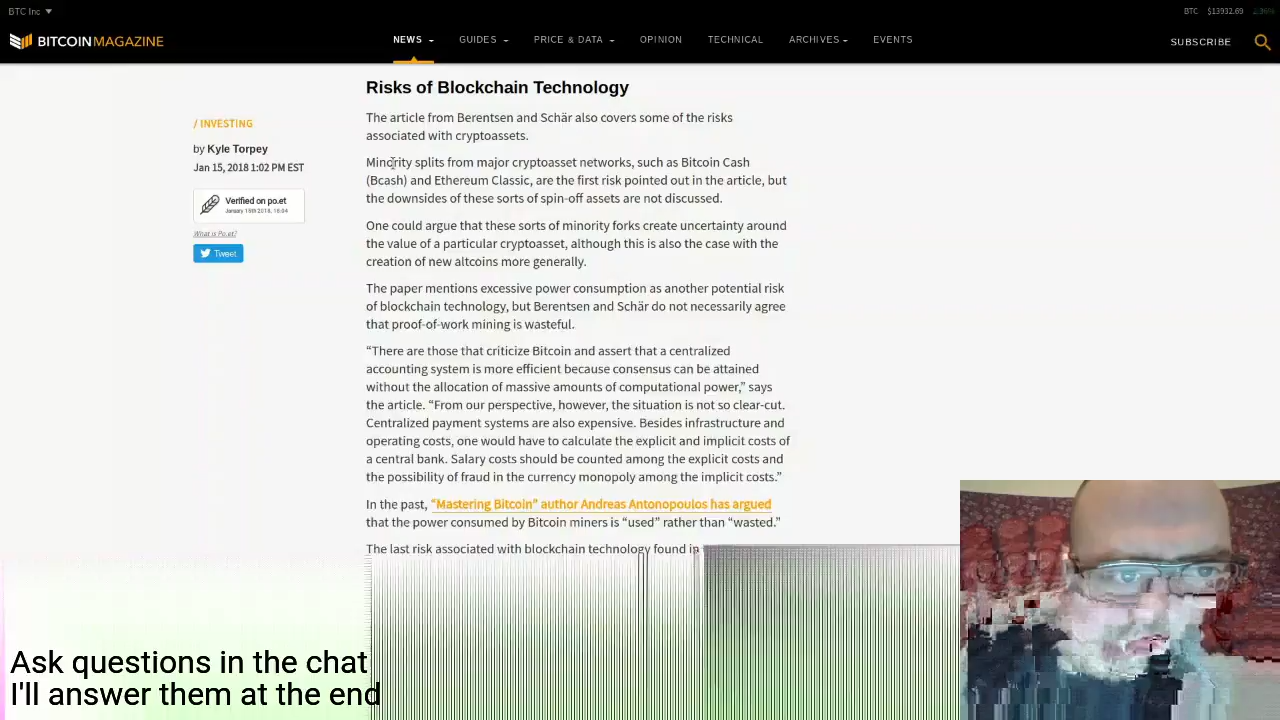 BTC Inc
BTC $13932.69 2.36%
BITCOINMAGAZINE
NEWS GUIDES PRICE & DATA OPINION TECHNICAL ARCHIVES EVENTS
SUBSCRIBE
/ INVESTING
by Kyle Torpey
Jan 15, 2018 1:02 PM EST
Verified on po.et
January 15th 2018, 18:04
What is Po.et?
Tweet
Risks of Blockchain Technology
The article from Berentsen and Schär also covers some of the risks
associated with cryptoassets.
Minority splits from major cryptoasset networks, such as Bitcoin Cash
(Bcash) and Ethereum Classic, are the first risk pointed out in the article, but
the downsides of these sorts of spin-off assets are not discussed.
One could argue that these sorts of minority forks create uncertainty around
the value of a particular cryptoasset, although this is also the case with the
creation of new altcoins more generally.
The paper mentions excessive power consumption as another potential risk
of blockchain technology, but Berentsen and Schär do not necessarily agree
that proof-of-work mining is wasteful.
“There are those that criticize Bitcoin and assert that a centralized
accounting system is more efficient because consensus can be attained
without the allocation of massive amounts of computational power,” says
the article. “From our perspective, however, the situation is not so clear-cut.
Centralized payment systems are also expensive. Besides infrastructure and
operating costs, one would have to calculate the explicit and implicit costs of
a central bank. Salary costs should be counted among the explicit costs and
the possibility of fraud in the currency monopoly among the implicit costs.”
In the past, “Mastering Bitcoin” author Andreas Antonopoulos has argued
that the power consumed by Bitcoin miners is “used” rather than “wasted.”
The last risk associated with blockchain technology found in
Ask questions in the chat
I'll answer them at the end